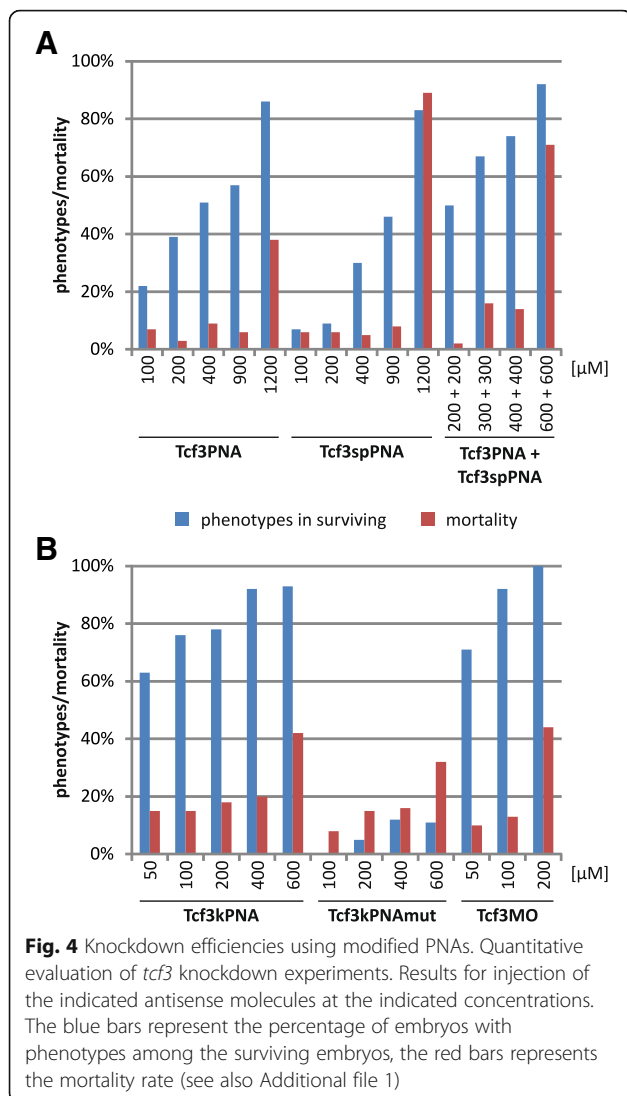 A
100%
80%
60%
40%
20%
0%
phenotypes/mortality
100 200 400 900 1200 100 200 400 900 1200 200 + 200 300 + 300 400 + 400 600 + 600 [µM]
Tcf3PNA Tcf3spPNA Tcf3PNA +
Tcf3spPNA
phenotypes in surviving mortality
B
100%
80%
60%
40%
20%
0%
phenotypes/mortality
50 100 200 400 600 100 200 400 600 50 100 200 [µM]
Tcf3kPNA Tcf3kPNAmut Tcf3MO
Fig. 4 Knockdown efficiencies using modified PNAs. Quantitative
evaluation of tcf3 knockdown experiments. Results for injection of
the indicated antisense molecules at the indicated concentrations.
The blue bars represent the percentage of embryos with
phenotypes among the surviving embryos, the red bars represents
the mortality rate (see also Additional file 1)